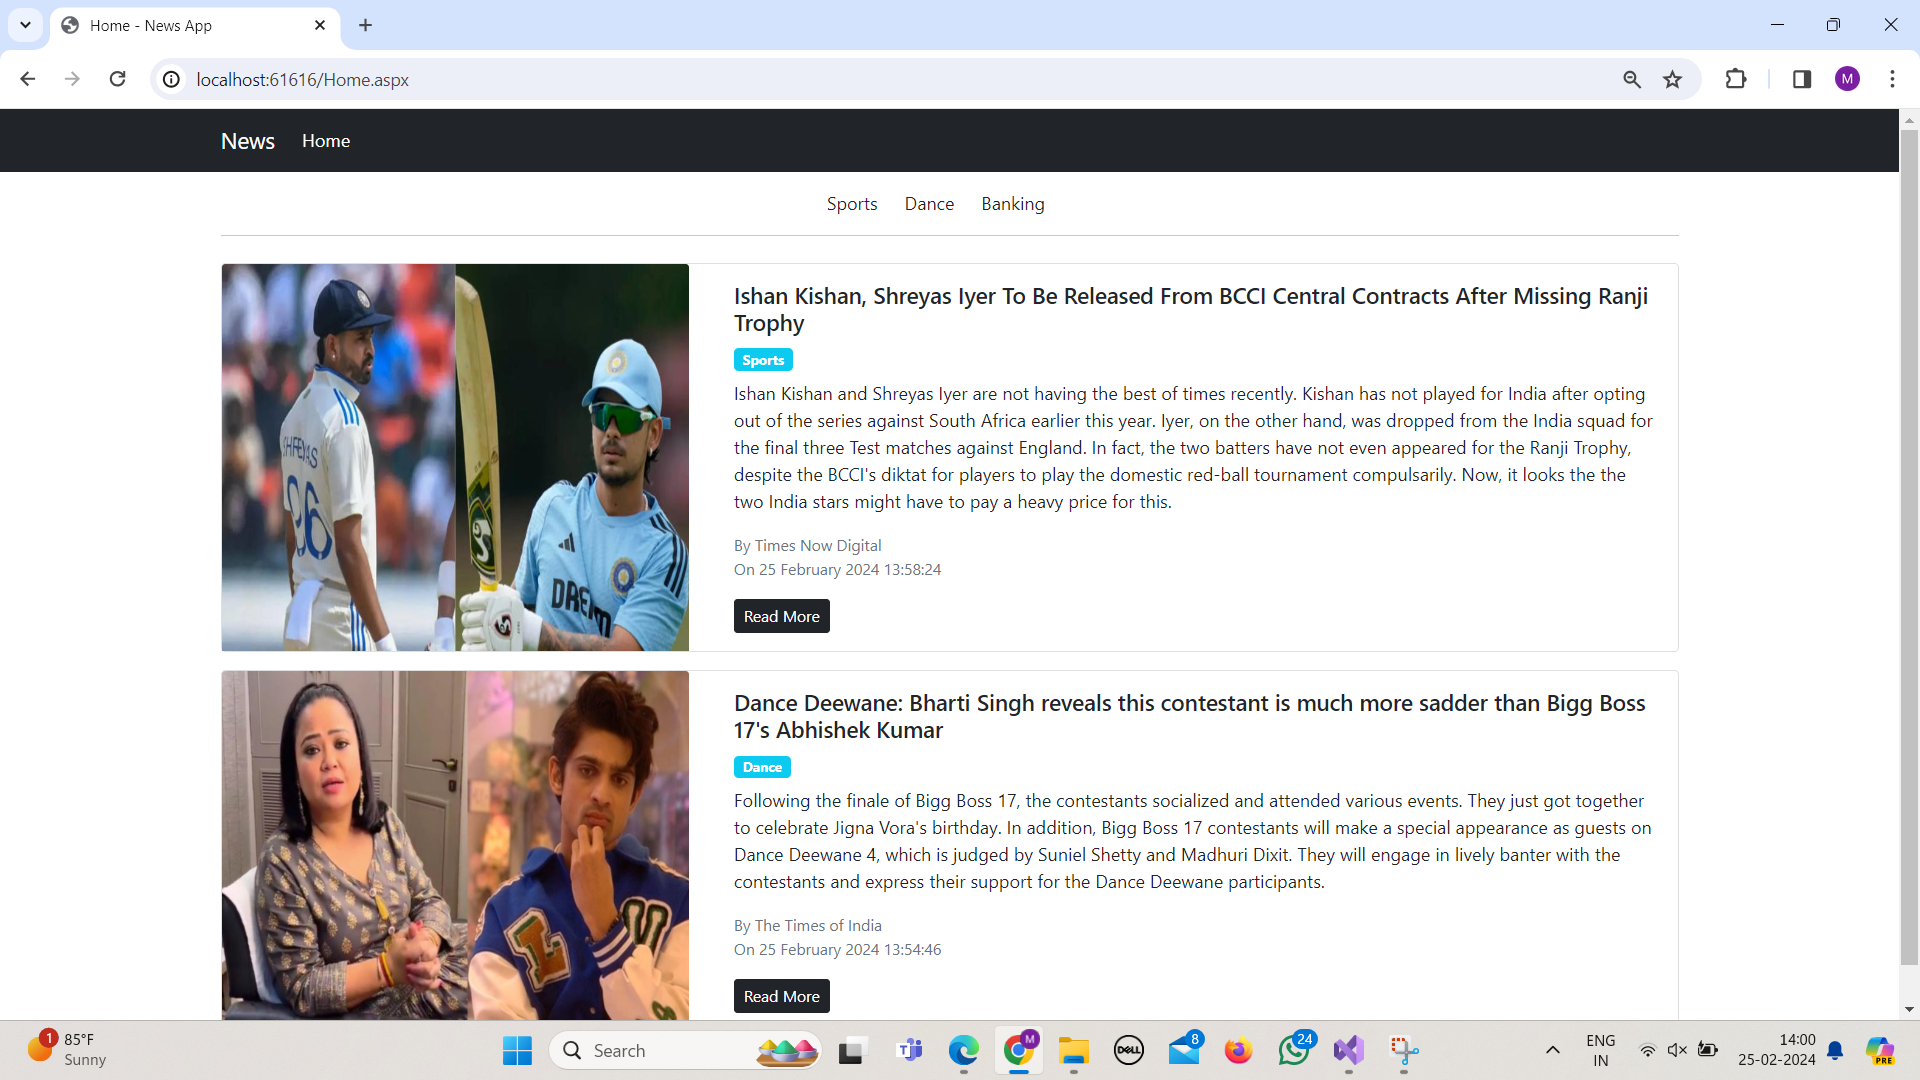 Home - News App
localhost:61616/Home.aspx
M
News Home
Sports Dance Banking
Ishan Kishan, Shreyas Iyer To Be Released From BCCI Central Contracts After Missing Ranji
Trophy
Sports
Ishan Kishan and Shreyas Iyer are not having the best of times recently. Kishan has not played for India after opting
out of the series against South Africa earlier this year. Iyer, on the other hand, was dropped from the India squad for
the final three Test matches against England. In fact, the two batters have not even appeared for the Ranji Trophy,
despite the BCCI's diktat for players to play the domestic red-ball tournament compulsarily. Now, it looks the the
two India stars might have to pay a heavy price for this.
By Times Now Digital
On 25 February 2024 13:58:24
Read More
SHREYAS
96
DREAM
Dance Deewane: Bharti Singh reveals this contestant is much more sadder than Bigg Boss
17's Abhishek Kumar
Dance
Following the finale of Bigg Boss 17, the contestants socialized and attended various events. They just got together
to celebrate Jigna Vora's birthday. In addition, Bigg Boss 17 contestants will make a special appearance as guests on
Dance Deewane 4, which is judged by Suniel Shetty and Madhuri Dixit. They will engage in lively banter with the
contestants and express their support for the Dance Deewane participants.
By The Times of India
On 25 February 2024 13:54:46
Read More
L
1
85°F
Sunny
Search
M
DELL
8
24
ENG
IN
14:00
25-02-2024
PRE